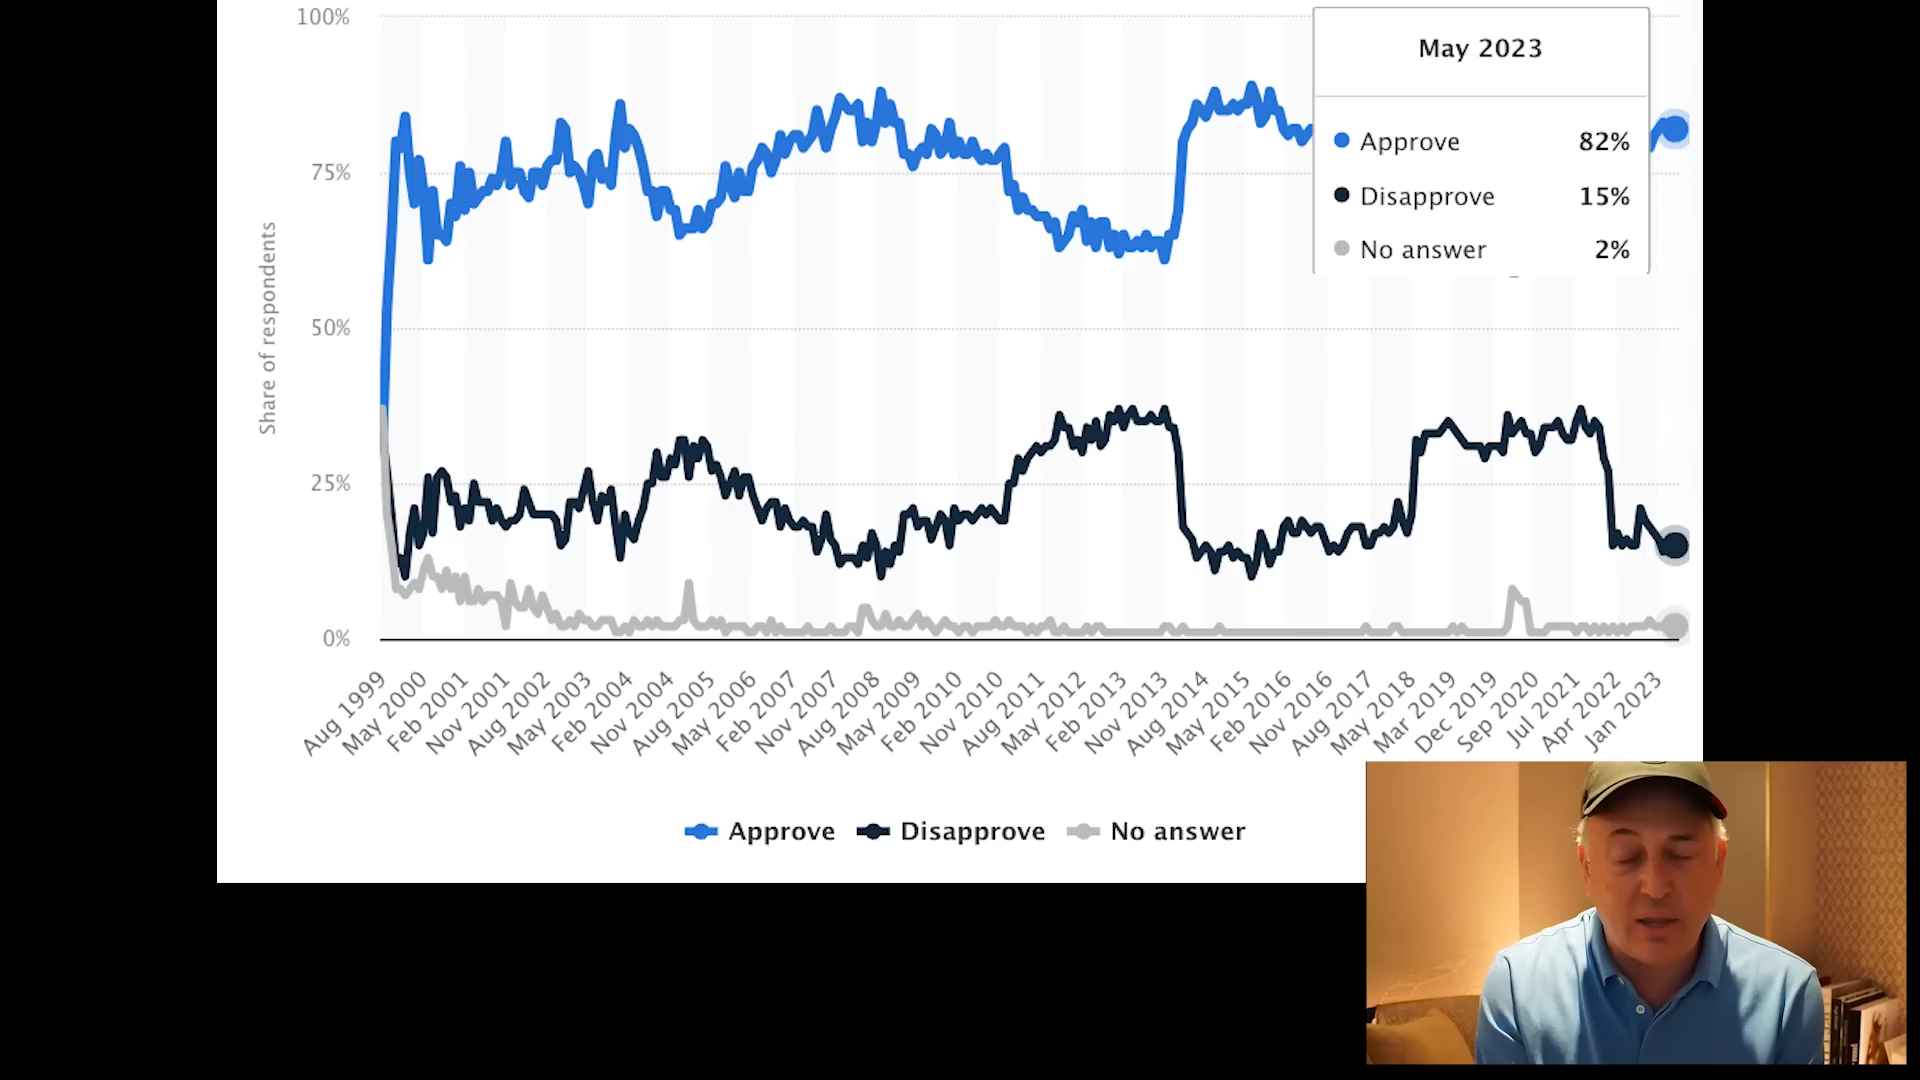 100%
75%
50%
25%
0%
Share of respondents
May 2023
Approve 82%
Disapprove 15%
No answer 2%
Aug 1999
May 2000
Feb 2001
Nov 2001
Aug 2002
May 2003
Feb 2004
Nov 2004
Aug 2005
May 2006
Feb 2007
Nov 2007
Aug 2008
May 2009
Feb 2010
Nov 2010
Aug 2011
May 2012
Feb 2013
Nov 2013
Aug 2014
May 2015
Feb 2016
Nov 2016
Aug 2017
May 2018
Mar 2019
Dec 2019
Sep 2020
Jul 2021
Apr 2022
Jan 2023
Approve Disapprove No answer